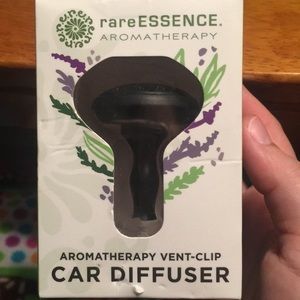 rareESSENCE.
AROMATHERAPY
AROMATHERAPY VENT-CLIP
CAR DIFFUSER